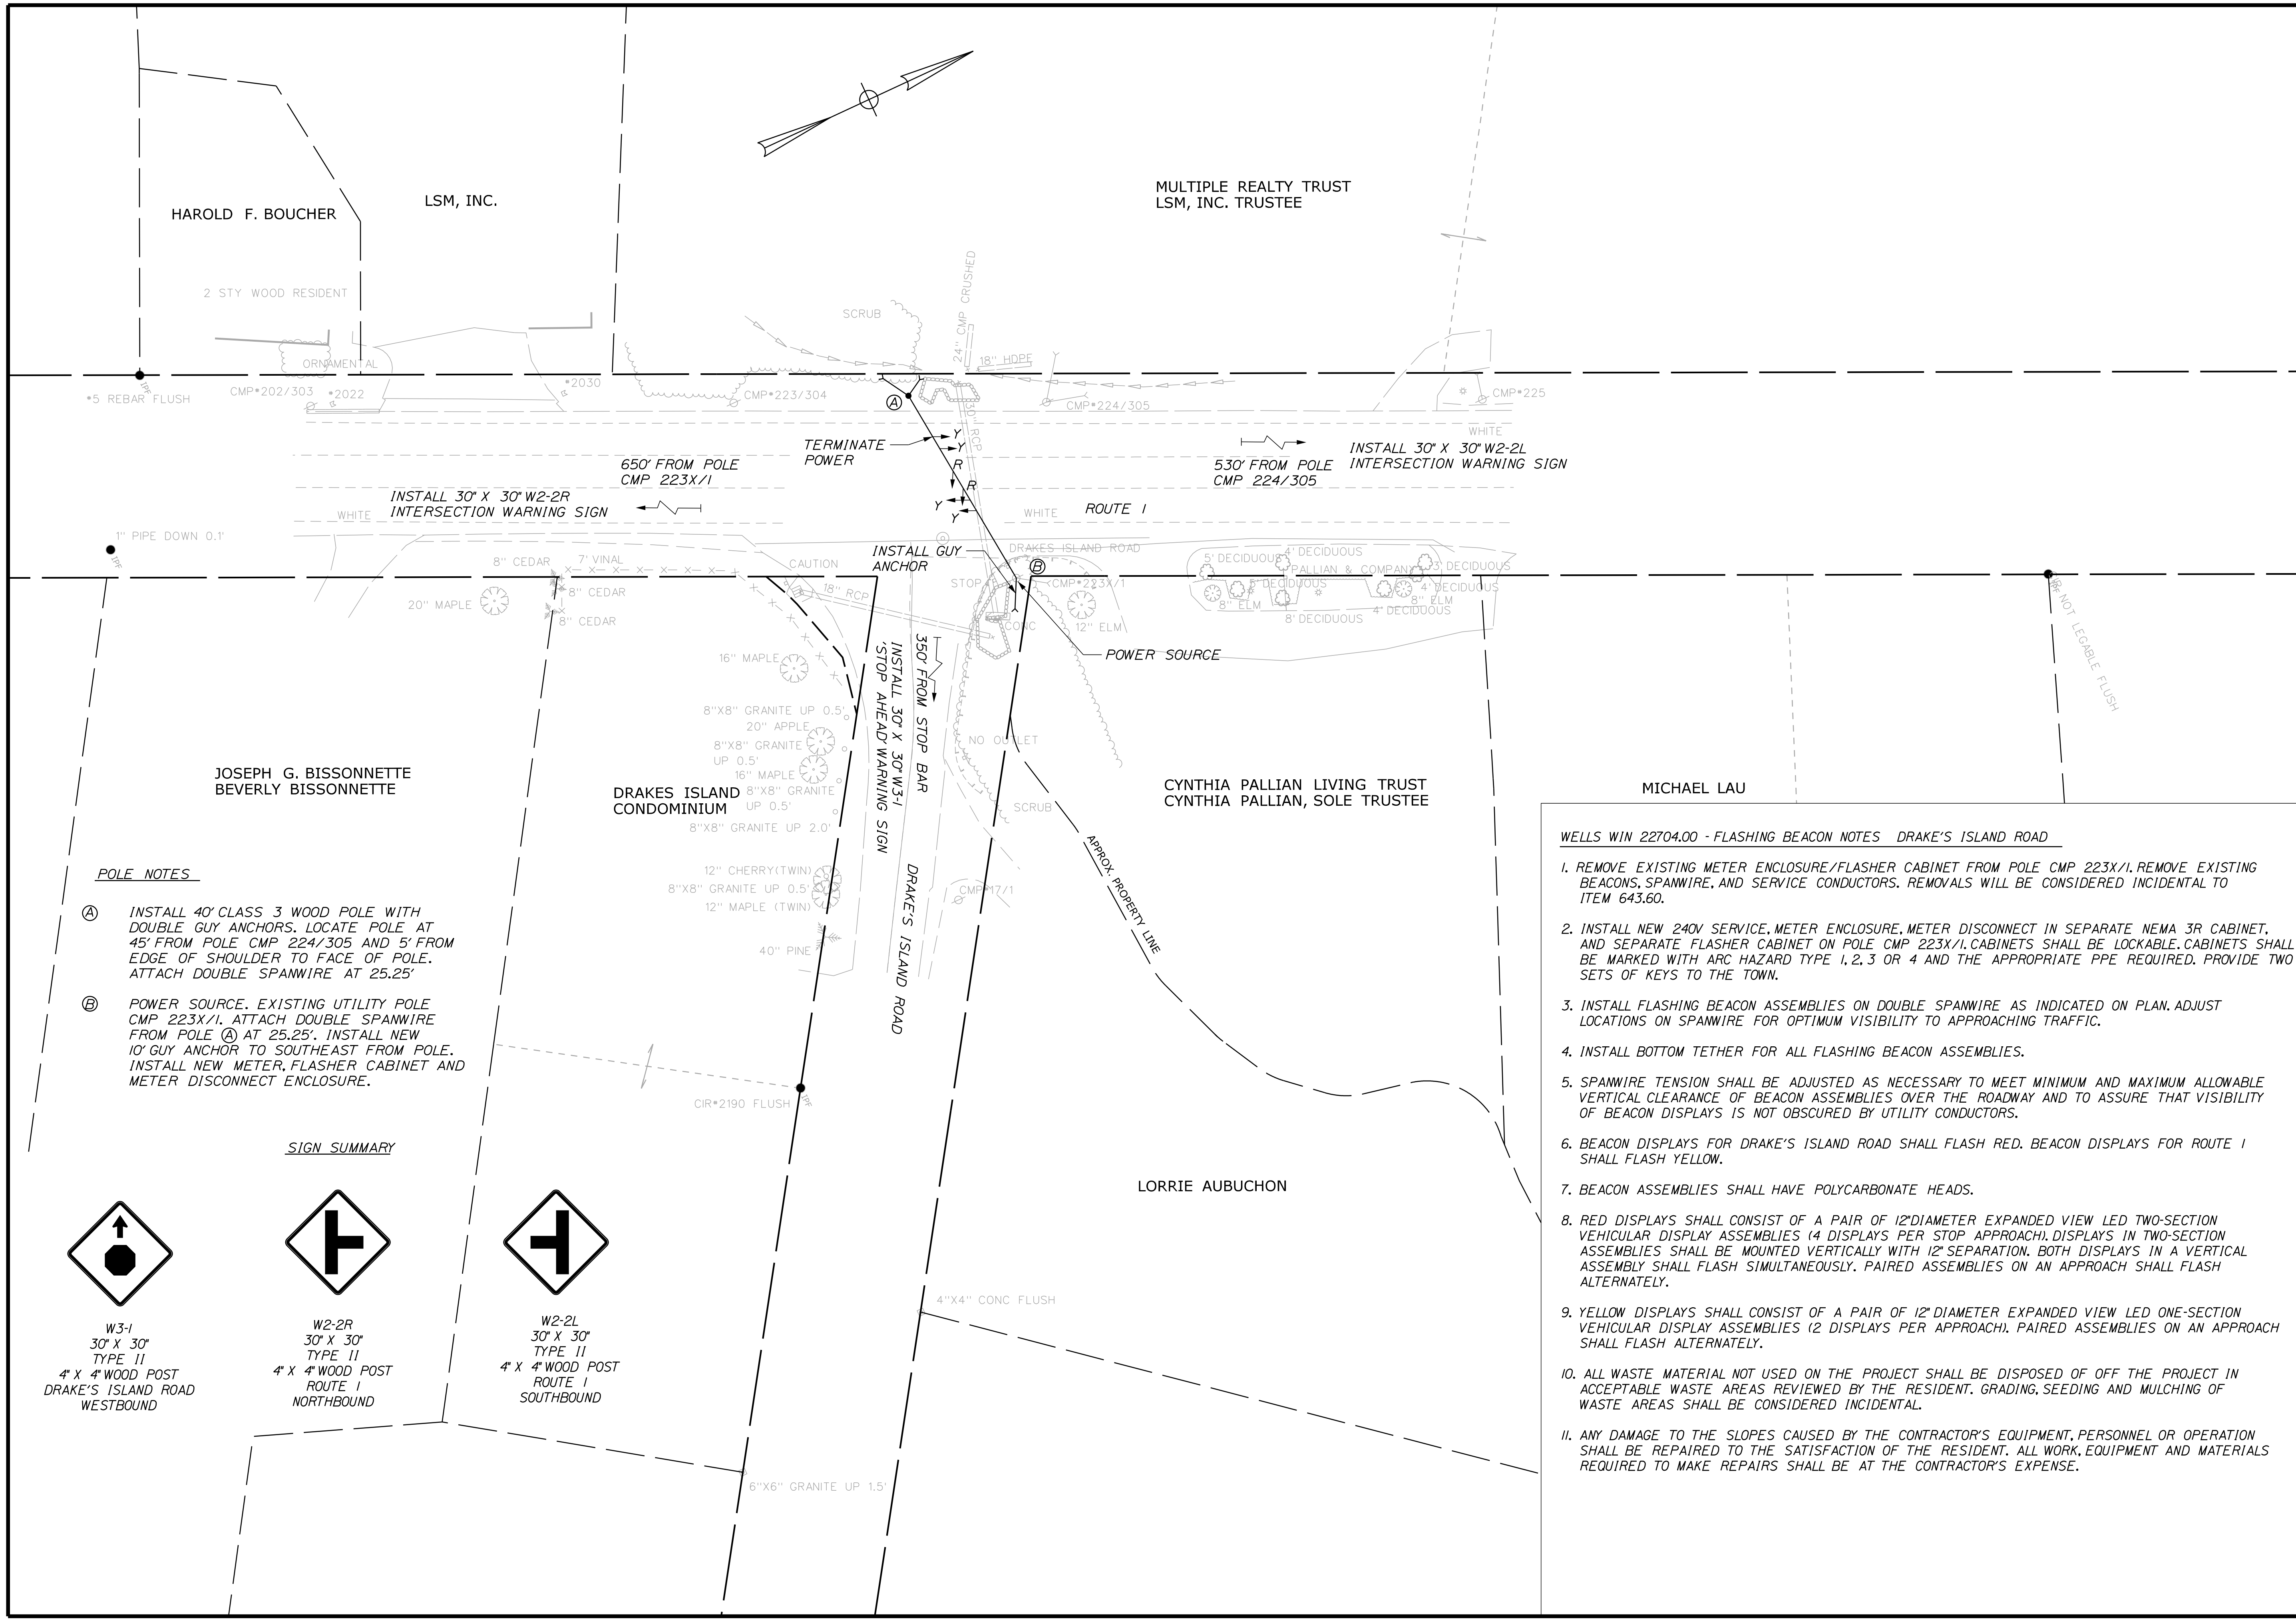 HAROLD F. BOUCHER
LSM, INC.
MULTIPLE REALTY TRUST
LSM, INC. TRUSTEE
2 STY WOOD RESIDENT
SCRUB
24" CMP CRUSHED
18" HDPE
ORNAMENTAL
*5 REBAR FLUSH
IPF
CMP*202/303
*2022
*2030
CMP*223/304
A
CMP*224/305
CMP*225
30" RCP
TERMINATE
POWER
Y
Y
R
R
Y
Y
WHITE
650' FROM POLE
CMP 223X/1
530' FROM POLE
CMP 224/305
INSTALL 30" X 30" W2-2L
INTERSECTION WARNING SIGN
INSTALL 30" X 30" W2-2R
INTERSECTION WARNING SIGN
WHITE
WHITE
ROUTE 1
1" PIPE DOWN 0.1'
IPF
8" CEDAR
7' VINAL
8" CEDAR
20" MAPLE
8" CEDAR
CAUTION
18" RCP
INSTALL GUY
ANCHOR
DRAKES ISLAND ROAD
B
STOP
CMP*223X/1
CONC
12" ELM
5' DECIDUOUS
4' DECIDUOUS
PALLIAN & COMPANY
3' DECIDUOUS
5' DECIDUOUS
4' DECIDUOUS
8" ELM
8" ELM
4' DECIDUOUS
8' DECIDUOUS
IPF
NOT LEGABLE FLUSH
POWER SOURCE
16" MAPLE
350' FROM STOP BAR
INSTALL 30" X 30" W3-1
'STOP AHEAD' WARNING SIGN
8"X8" GRANITE UP 0.5'
20" APPLE
8"X8" GRANITE
UP 0.5'
16" MAPLE
8"X8" GRANITE
UP 0.5'
8"X8" GRANITE UP 2.0'
NO OUTLET
SCRUB
JOSEPH G. BISSONNETTE
BEVERLY BISSONNETTE
DRAKES ISLAND
CONDOMINIUM
CYNTHIA PALLIAN LIVING TRUST
CYNTHIA PALLIAN, SOLE TRUSTEE
MICHAEL LAU
APPROX. PROPERTY LINE
12" CHERRY(TWIN)
8"X8" GRANITE UP 0.5'
12" MAPLE (TWIN)
CMP*17/1
DRAKE'S ISLAND ROAD
40" PINE
CIR*2190 FLUSH
IPF
LORRIE AUBUCHON
4"X4" CONC FLUSH
6"X6" GRANITE UP 1.5'
POLE NOTES
A INSTALL 40' CLASS 3 WOOD POLE WITH
DOUBLE GUY ANCHORS. LOCATE POLE AT
45' FROM POLE CMP 224/305 AND 5' FROM
EDGE OF SHOULDER TO FACE OF POLE.
ATTACH DOUBLE SPANWIRE AT 25.25'
B POWER SOURCE. EXISTING UTILITY POLE
CMP 223X/1. ATTACH DOUBLE SPANWIRE
FROM POLE A AT 25.25'. INSTALL NEW
10' GUY ANCHOR TO SOUTHEAST FROM POLE.
INSTALL NEW METER, FLASHER CABINET AND
METER DISCONNECT ENCLOSURE.
SIGN SUMMARY
W3-1
30" X 30"
TYPE II
4" X 4" WOOD POST
DRAKE'S ISLAND ROAD
WESTBOUND
W2-2R
30" X 30"
TYPE II
4" X 4" WOOD POST
ROUTE 1
NORTHBOUND
W2-2L
30" X 30"
TYPE II
4" X 4" WOOD POST
ROUTE 1
SOUTHBOUND
WELLS WIN 22704.00 - FLASHING BEACON NOTES DRAKE'S ISLAND ROAD
1. REMOVE EXISTING METER ENCLOSURE/FLASHER CABINET FROM POLE CMP 223X/1. REMOVE EXISTING
BEACONS, SPANWIRE, AND SERVICE CONDUCTORS. REMOVALS WILL BE CONSIDERED INCIDENTAL TO
ITEM 643.60.
2. INSTALL NEW 240V SERVICE, METER ENCLOSURE, METER DISCONNECT IN SEPARATE NEMA 3R CABINET,
AND SEPARATE FLASHER CABINET ON POLE CMP 223X/1. CABINETS SHALL BE LOCKABLE. CABINETS SHALL
BE MARKED WITH ARC HAZARD TYPE 1, 2, 3 OR 4 AND THE APPROPRIATE PPE REQUIRED. PROVIDE TWO
SETS OF KEYS TO THE TOWN.
3. INSTALL FLASHING BEACON ASSEMBLIES ON DOUBLE SPANWIRE AS INDICATED ON PLAN. ADJUST
LOCATIONS ON SPANWIRE FOR OPTIMUM VISIBILITY TO APPROACHING TRAFFIC.
4. INSTALL BOTTOM TETHER FOR ALL FLASHING BEACON ASSEMBLIES.
5. SPANWIRE TENSION SHALL BE ADJUSTED AS NECESSARY TO MEET MINIMUM AND MAXIMUM ALLOWABLE
VERTICAL CLEARANCE OF BEACON ASSEMBLIES OVER THE ROADWAY AND TO ASSURE THAT VISIBILITY
OF BEACON DISPLAYS IS NOT OBSCURED BY UTILITY CONDUCTORS.
6. BEACON DISPLAYS FOR DRAKE'S ISLAND ROAD SHALL FLASH RED. BEACON DISPLAYS FOR ROUTE 1
SHALL FLASH YELLOW.
7. BEACON ASSEMBLIES SHALL HAVE POLYCARBONATE HEADS.
8. RED DISPLAYS SHALL CONSIST OF A PAIR OF 12" DIAMETER EXPANDED VIEW LED TWO-SECTION
VEHICULAR DISPLAY ASSEMBLIES (4 DISPLAYS PER STOP APPROACH). DISPLAYS IN TWO-SECTION
ASSEMBLIES SHALL BE MOUNTED VERTICALLY WITH 12" SEPARATION. BOTH DISPLAYS IN A VERTICAL
ASSEMBLY SHALL FLASH SIMULTANEOUSLY. PAIRED ASSEMBLIES ON AN APPROACH SHALL FLASH
ALTERNATELY.
9. YELLOW DISPLAYS SHALL CONSIST OF A PAIR OF 12" DIAMETER EXPANDED VIEW LED ONE-SECTION
VEHICULAR DISPLAY ASSEMBLIES (2 DISPLAYS PER APPROACH). PAIRED ASSEMBLIES ON AN APPROACH
SHALL FLASH ALTERNATELY.
10. ALL WASTE MATERIAL NOT USED ON THE PROJECT SHALL BE DISPOSED OF OFF THE PROJECT IN
ACCEPTABLE WASTE AREAS REVIEWED BY THE RESIDENT. GRADING, SEEDING AND MULCHING OF
WASTE AREAS SHALL BE CONSIDERED INCIDENTAL.
11. ANY DAMAGE TO THE SLOPES CAUSED BY THE CONTRACTOR'S EQUIPMENT, PERSONNEL OR OPERATION
SHALL BE REPAIRED TO THE SATISFACTION OF THE RESIDENT. ALL WORK, EQUIPMENT AND MATERIALS
REQUIRED TO MAKE REPAIRS SHALL BE AT THE CONTRACTOR'S EXPENSE.